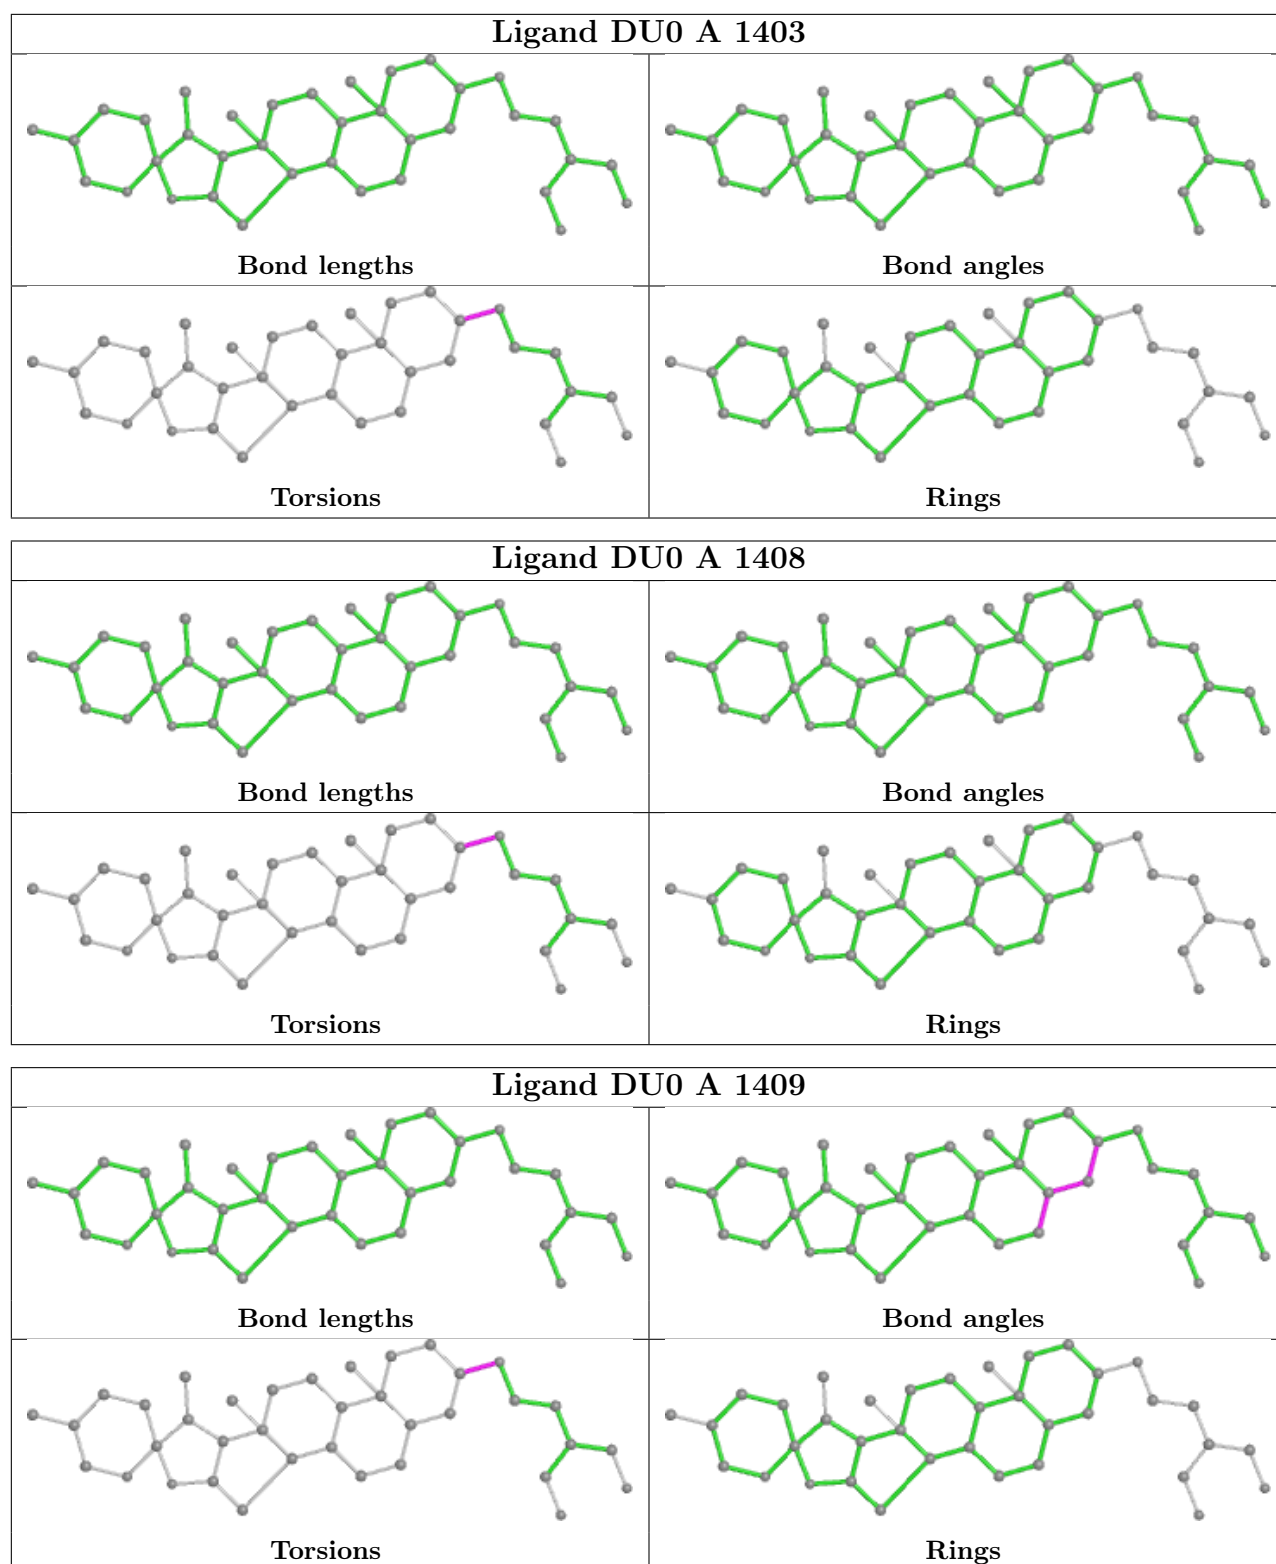 Ligand DU0 A 1403
Bond lengths
Bond angles
Torsions
Rings
Ligand DU0 A 1408
Bond lengths
Bond angles
Torsions
Rings
Ligand DU0 A 1409
Bond lengths
Bond angles
Torsions
Rings